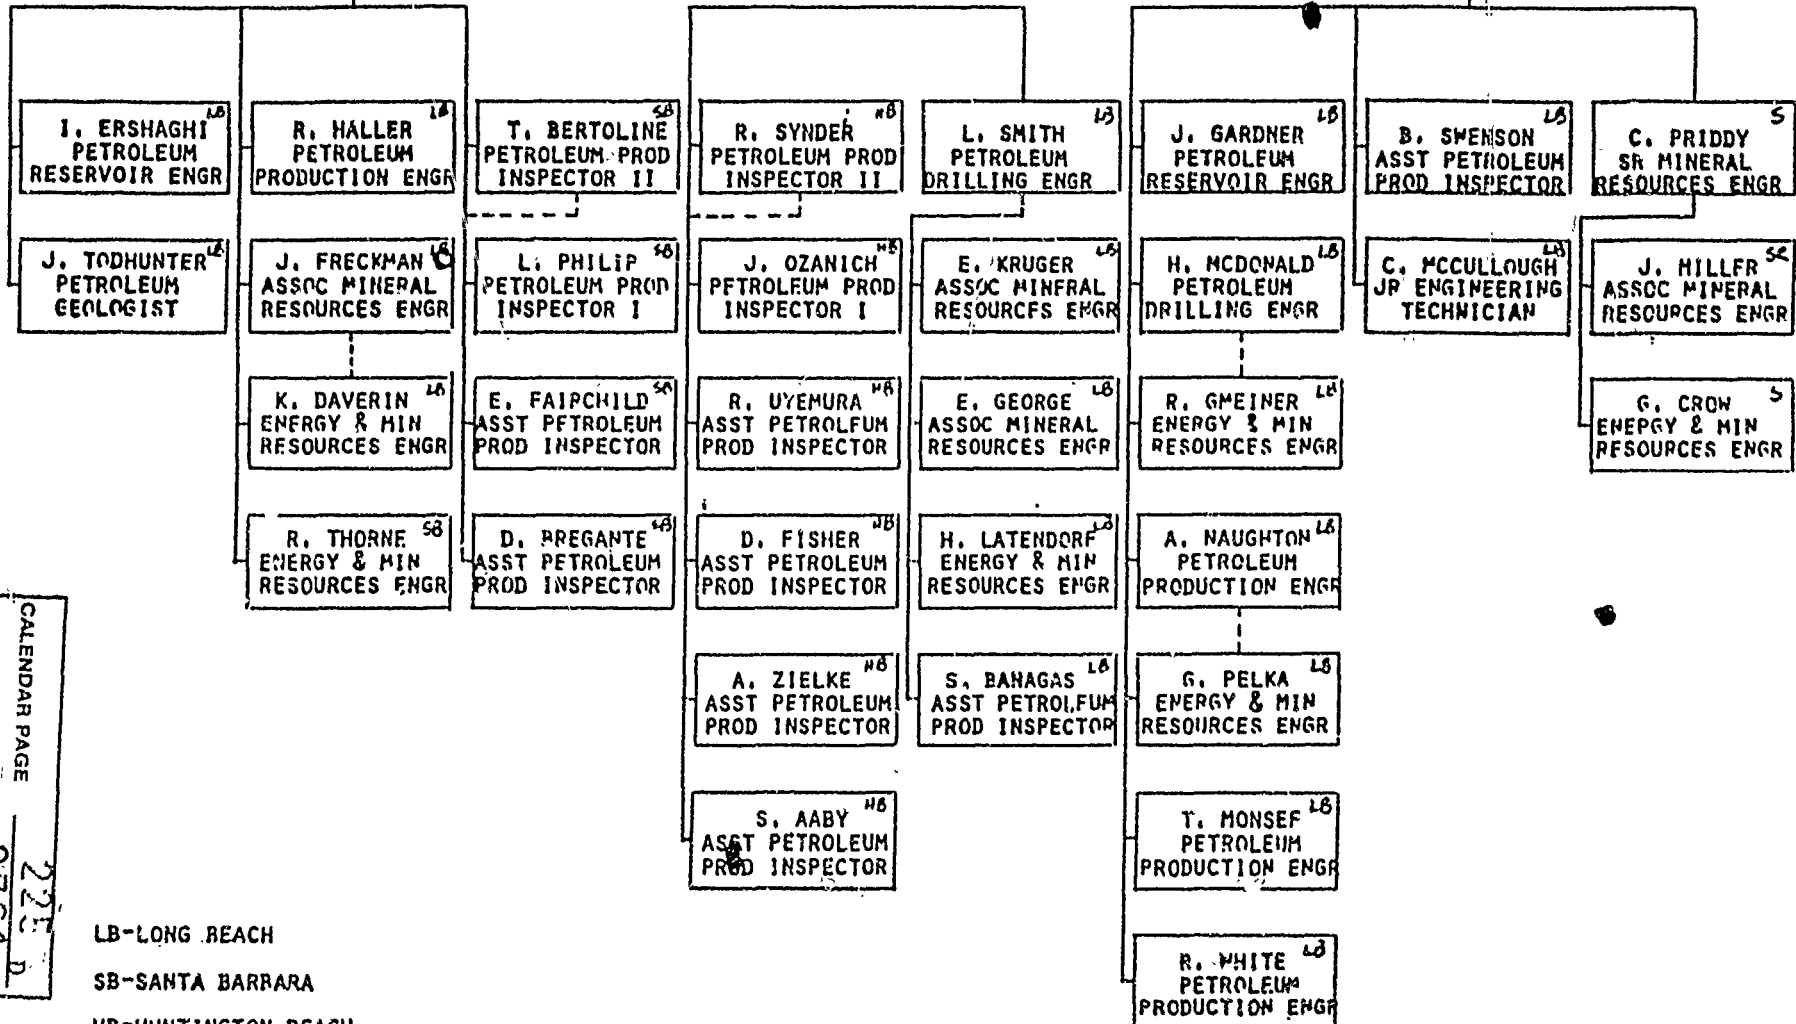 LB
I. ERSHAGHI
PETROLEUM
RESERVOIR ENGR
LB
R. HALLER
PETROLEUM
PRODUCTION ENGR
SB
T. BERTOLINE
PETROLEUM PROD
INSPECTOR II
HB
R. SYNDER
PETROLEUM PROD
INSPECTOR II
LB
L. SMITH
PETROLEUM
DRILLING ENGR
LB
J. GARDNER
PETROLEUM
RESERVOIR ENGR
LB
B. SWENSON
ASST PETROLEUM
PROD INSPECTOR
S
C. PRIDDY
SR MINERAL
RESOURCES ENGR
LB
J. TODHUNTER
PETROLEUM
GEOLOGIST
LB
J. FRECKMAN
ASSOC MINERAL
RESOURCES ENGR
SB
L. PHILIP
PETROLEUM PROD
INSPECTOR I
HB
J. OZANICH
PETROLEUM PROD
INSPECTOR I
LB
E. KRUGER
ASSOC MINERAL
RESOURCES ENGR
LB
H. MCDONALD
PETROLEUM
DRILLING ENGR
LB
C. MCCULLOUGH
JR ENGINEERING
TECHNICIAN
J. MILLER
ASSOC MINERAL
RESOURCES ENGR
LB
K. DAVERIN
ENERGY & MIN
RESOURCES ENGR
SB
E. FAIRCHILD
ASST PETROLEUM
PROD INSPECTOR
HB
R. UYEMURA
ASST PETROLEUM
PROD INSPECTOR
LB
E. GEORGE
ASSOC MINERAL
RESOURCES ENGR
LB
R. GMEINER
ENERGY & MIN
RESOURCES ENGR
S
G. CROW
ENERGY & MIN
RESOURCES ENGR
SB
R. THORNE
ENERGY & MIN
RESOURCES ENGR
SB
D. BREGANTE
ASST PETROLEUM
PROD INSPECTOR
HB
D. FISHER
ASST PETROLEUM
PROD INSPECTOR
LB
H. LATENDORF
ENERGY & MIN
RESOURCES ENGR
LB
A. NAUGHTON
PETROLEUM
PRODUCTION ENGR
HB
A. ZIELKE
ASST PETROLEUM
PROD INSPECTOR
LB
S. BAHAGAS
ASST PETROLEUM
PROD INSPECTOR
LB
G. PELKA
ENERGY & MIN
RESOURCES ENGR
HB
S. AABY
ASST PETROLEUM
PROD INSPECTOR
LB
T. MONSEF
PETROLEUM
PRODUCTION ENGR
LB
R. WHITE
PETROLEUM
PRODUCTION ENGR
CALENDAR PAGE
LB-LONG BEACH
SB-SANTA BARBARA
HB-HUNTINGTON BEACH